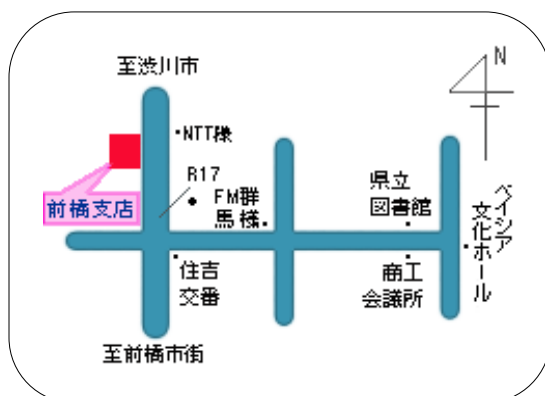 至渋川市
N
・NTT様
R17
前橋支店
FM群
馬様
県立
図書館
ベイシア
文化ホール
住吉
交番
商工
会議所
至前橋市街